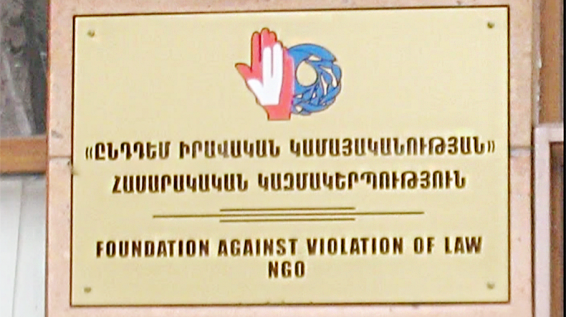 «ԸՆԴԴԵՄ ԻՐԱՎԱԿԱՆ ԿԱՄԱՅԱԿԱՆՈՒԹՅԱՆ»
ՀԱՍԱՐԱԿԱԿԱՆ ԿԱԶՄԱԿԵՐՊՈՒԹՅՈՒՆ
FOUNDATION AGAINST VIOLATION OF LAW
NGO